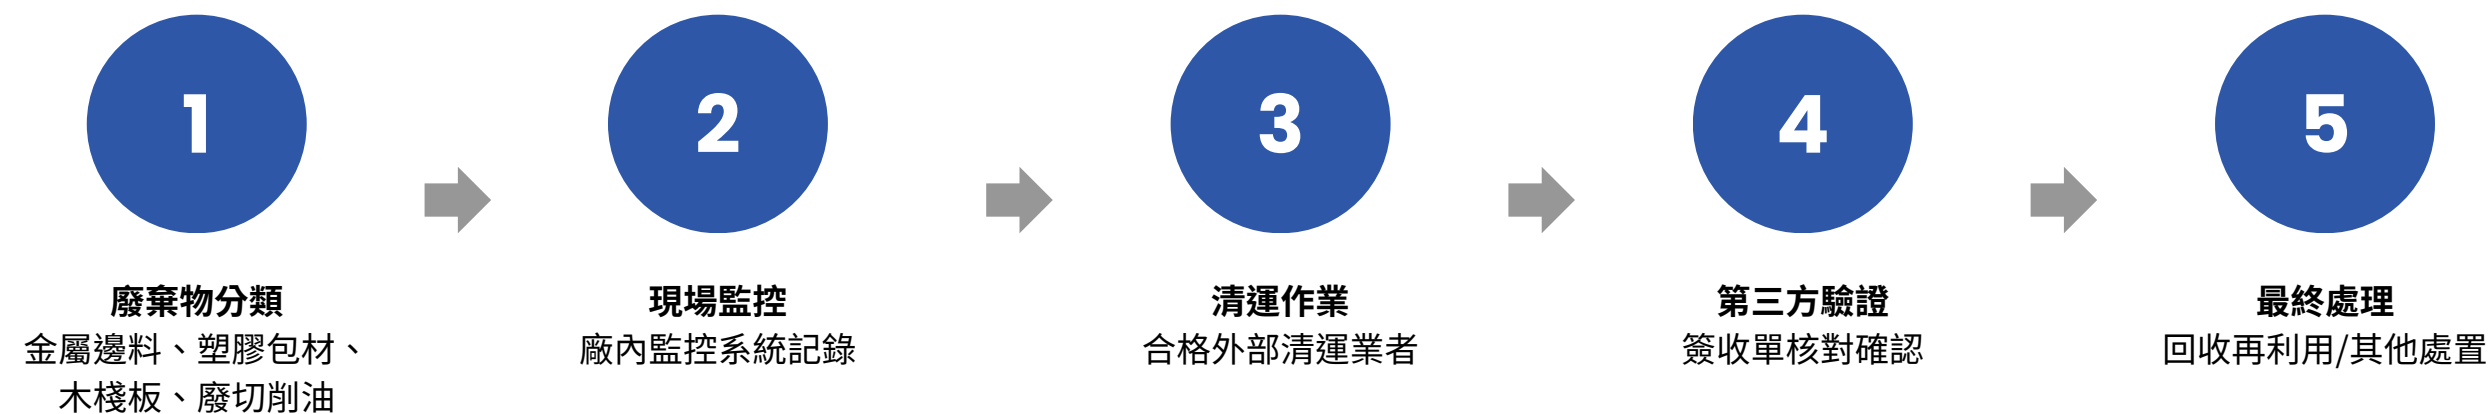 1
2
3
4
5
廢棄物分類
金屬邊料、塑膠包材、
木棧板、廢切削油
現場監控
廠內監控系統記錄
清運作業
合格外部清運業者
第三方驗證
簽收單核對確認
最終處理
回收再利用/其他處置